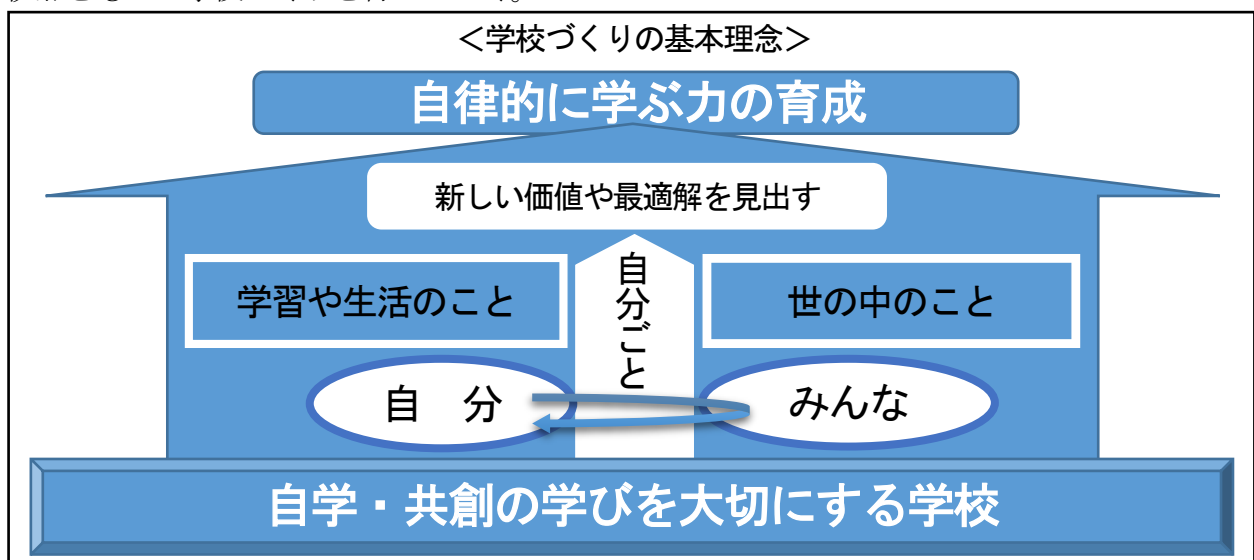 ＜学校づくりの基本理念＞
自律的に学ぶ力の育成
新しい価値や最適解を見出す
学習や生活のこと
自分ごと
世の中のこと
自　分
みんな
自学・共創の学びを大切にする学校